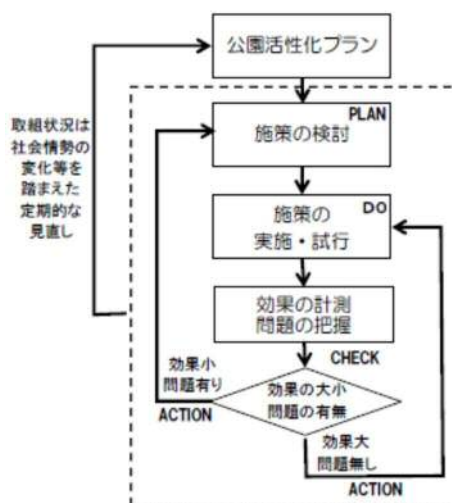 公園活性化プラン
取組状況は
社会情勢の
変化等を
踏まえた
定期的な
見直し
PLAN
施策の検討
DO
施策の
実施・試行
効果の計測
問題の把握
CHECK
効果の大小
問題の有無
効果小
問題有り
ACTION
効果大
問題無し
ACTION